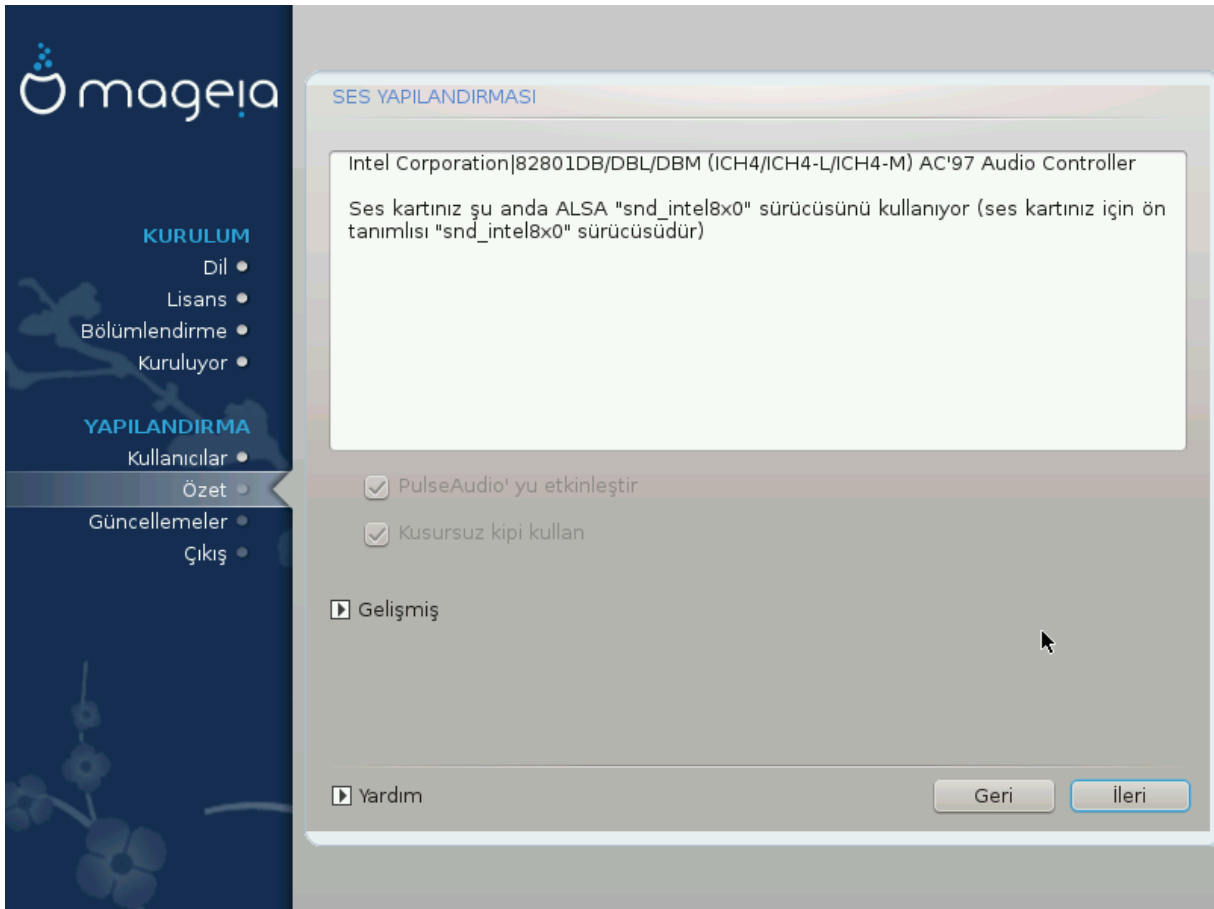 mageia
KURULUM
Dil
Lisans
Bölümlendirme
Kuruluyor
YAPILANDIRMA
Kullanıcılar
Özet
Güncellemeler
Çıkış
SES YAPILANDIRMASI
Intel Corporation|82801DB/DBL/DBM (ICH4/ICH4-L/ICH4-M) AC'97 Audio Controller
Ses kartınız şu anda ALSA "snd_intel8x0" sürücüsünü kullanıyor (ses kartınız için ön
tanımlısı "snd_intel8x0" sürücüsüdür)
PulseAudio' yu etkinleştir
Kusursuz kipi kullan
Gelişmiş
Yardım
Geri
İleri